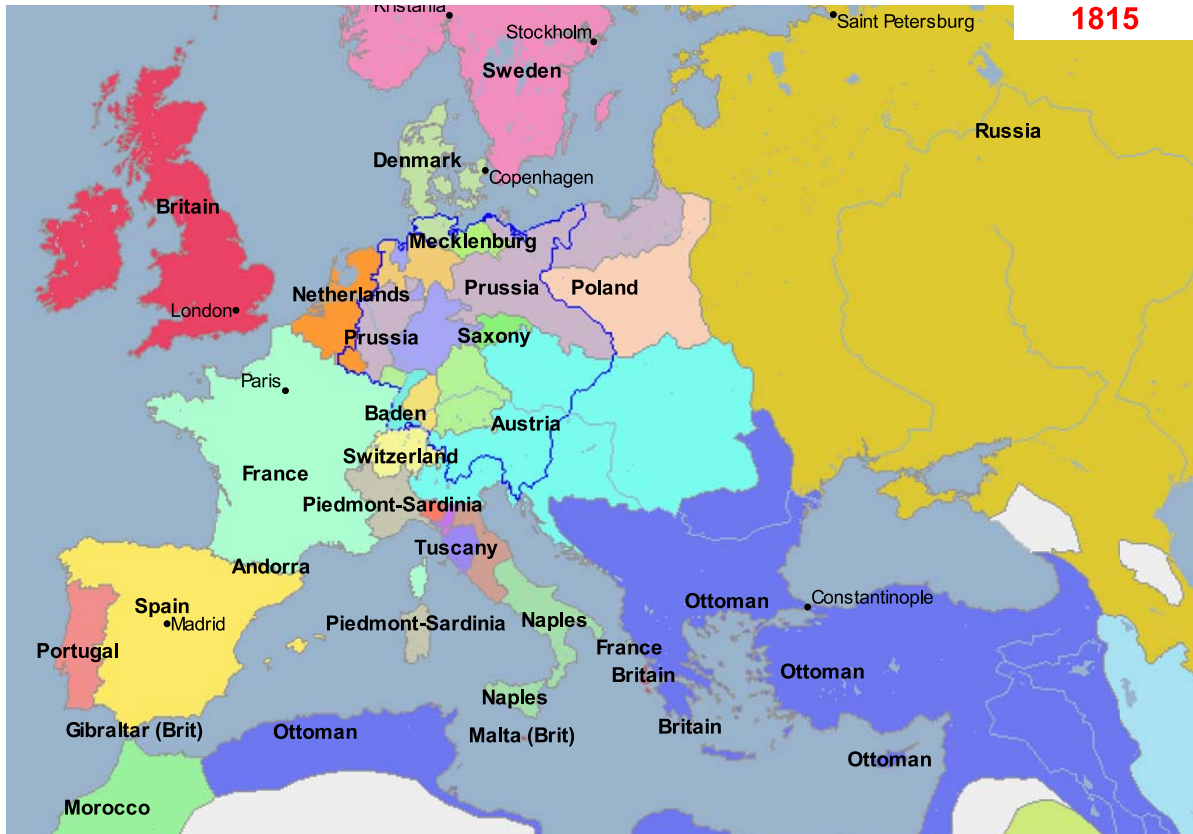 Kristania
1815
Saint Petersburg
Stockholm
Sweden
Russia
Denmark
Copenhagen
Britain
Mecklenburg
Netherlands
Prussia
Poland
London
Prussia
Saxony
Paris
Baden
Austria
Switzerland
France
Piedmont-Sardinia
Tuscany
Andorra
Constantinople
Ottoman
Spain
Madrid
Piedmont-Sardinia
Naples
Portugal
France
Britain
Ottoman
Naples
Gibraltar (Brit)
Ottoman
Malta (Brit)
Britain
Ottoman
Morocco